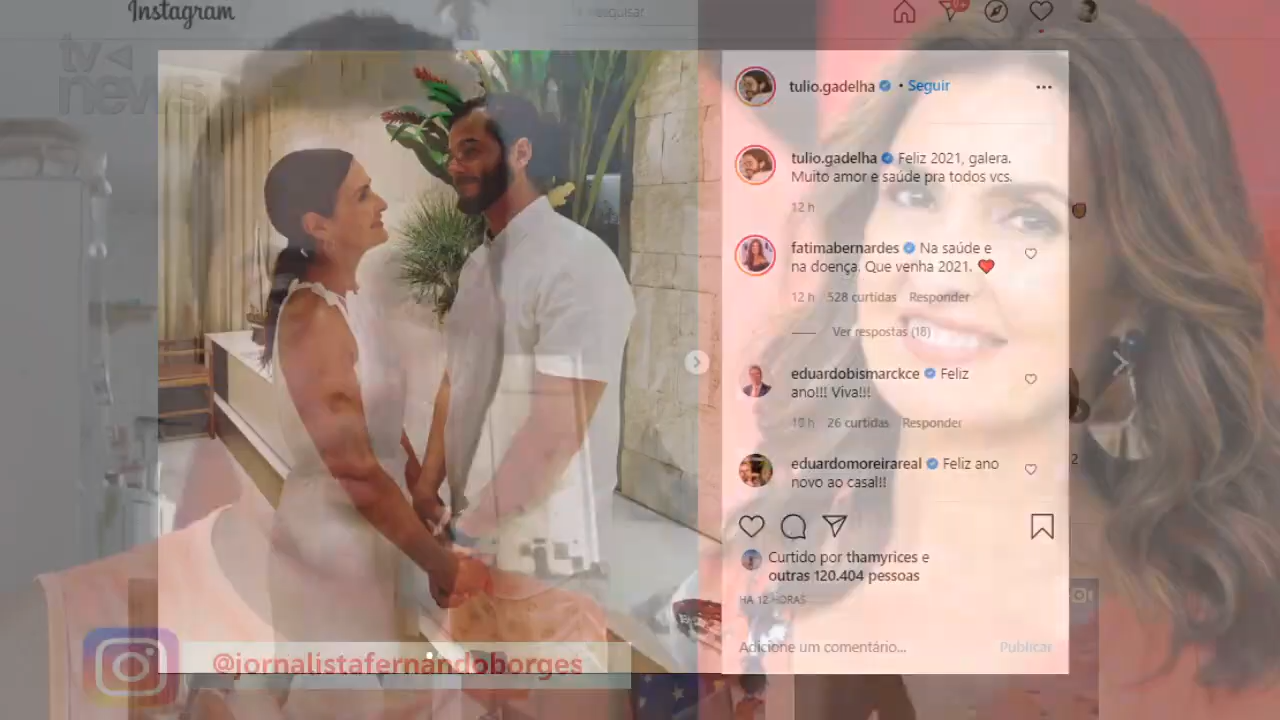 Instagram
Pesquisar
tv
news
tulio.gadelha • Seguir
tulio.gadelha Feliz 2021, galera.
Muito amor e saúde pra todos vcs.
12 h
fatimabernardes Na saúde e
na doença. Que venha 2021. ❤
12 h 528 curtidas Responder
Ver respostas (18)
eduardobismarckce Feliz
ano!!! Viva!!!
26 curtidas Responder
eduardomoreirareal Feliz ano
novo ao casal!!
Curtido por thamyrices e
outras 120.404 pessoas
HÁ 12 HORAS
Adicione um comentário...
Publicar
@jornalistafernandoborges